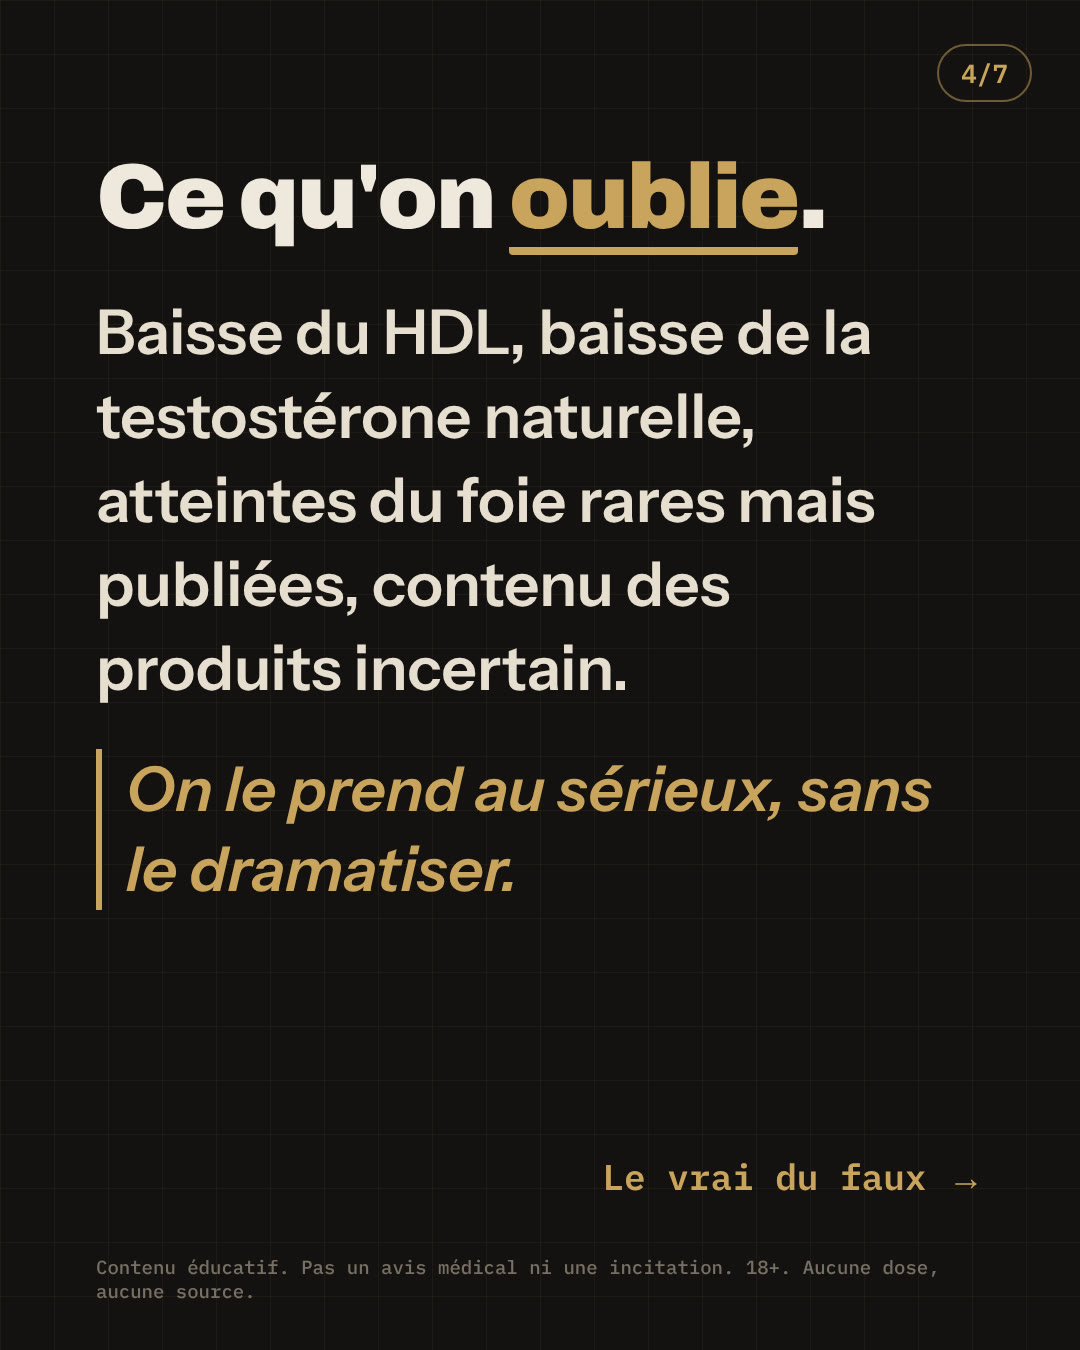 4/7
Ce qu'on oublie.
Baisse du HDL, baisse de la
testostérone naturelle,
atteintes du foie rares mais
publiées, contenu des
produits incertain.
On le prend au sérieux, sans
le dramatiser.
Le vrai du faux →
Contenu éducatif. Pas un avis médical ni une incitation. 18+. Aucune dose,
aucune source.